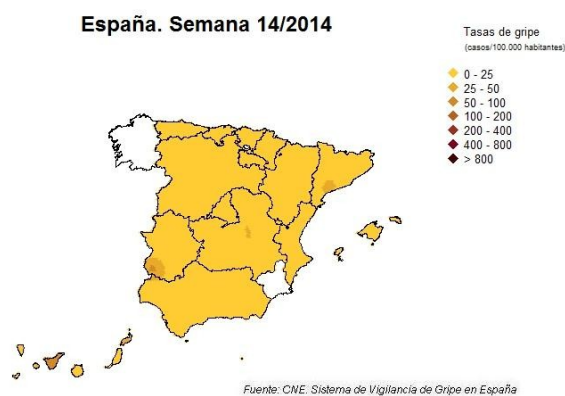 España. Semana 14/2014
Tasas de gripe
(casos/100.000 habitantes)
0 - 25
25 - 50
50 - 100
100 - 200
200 - 400
400 - 800
> 800
Fuente: CNE. Sistema de Vigilancia de Gripe en España